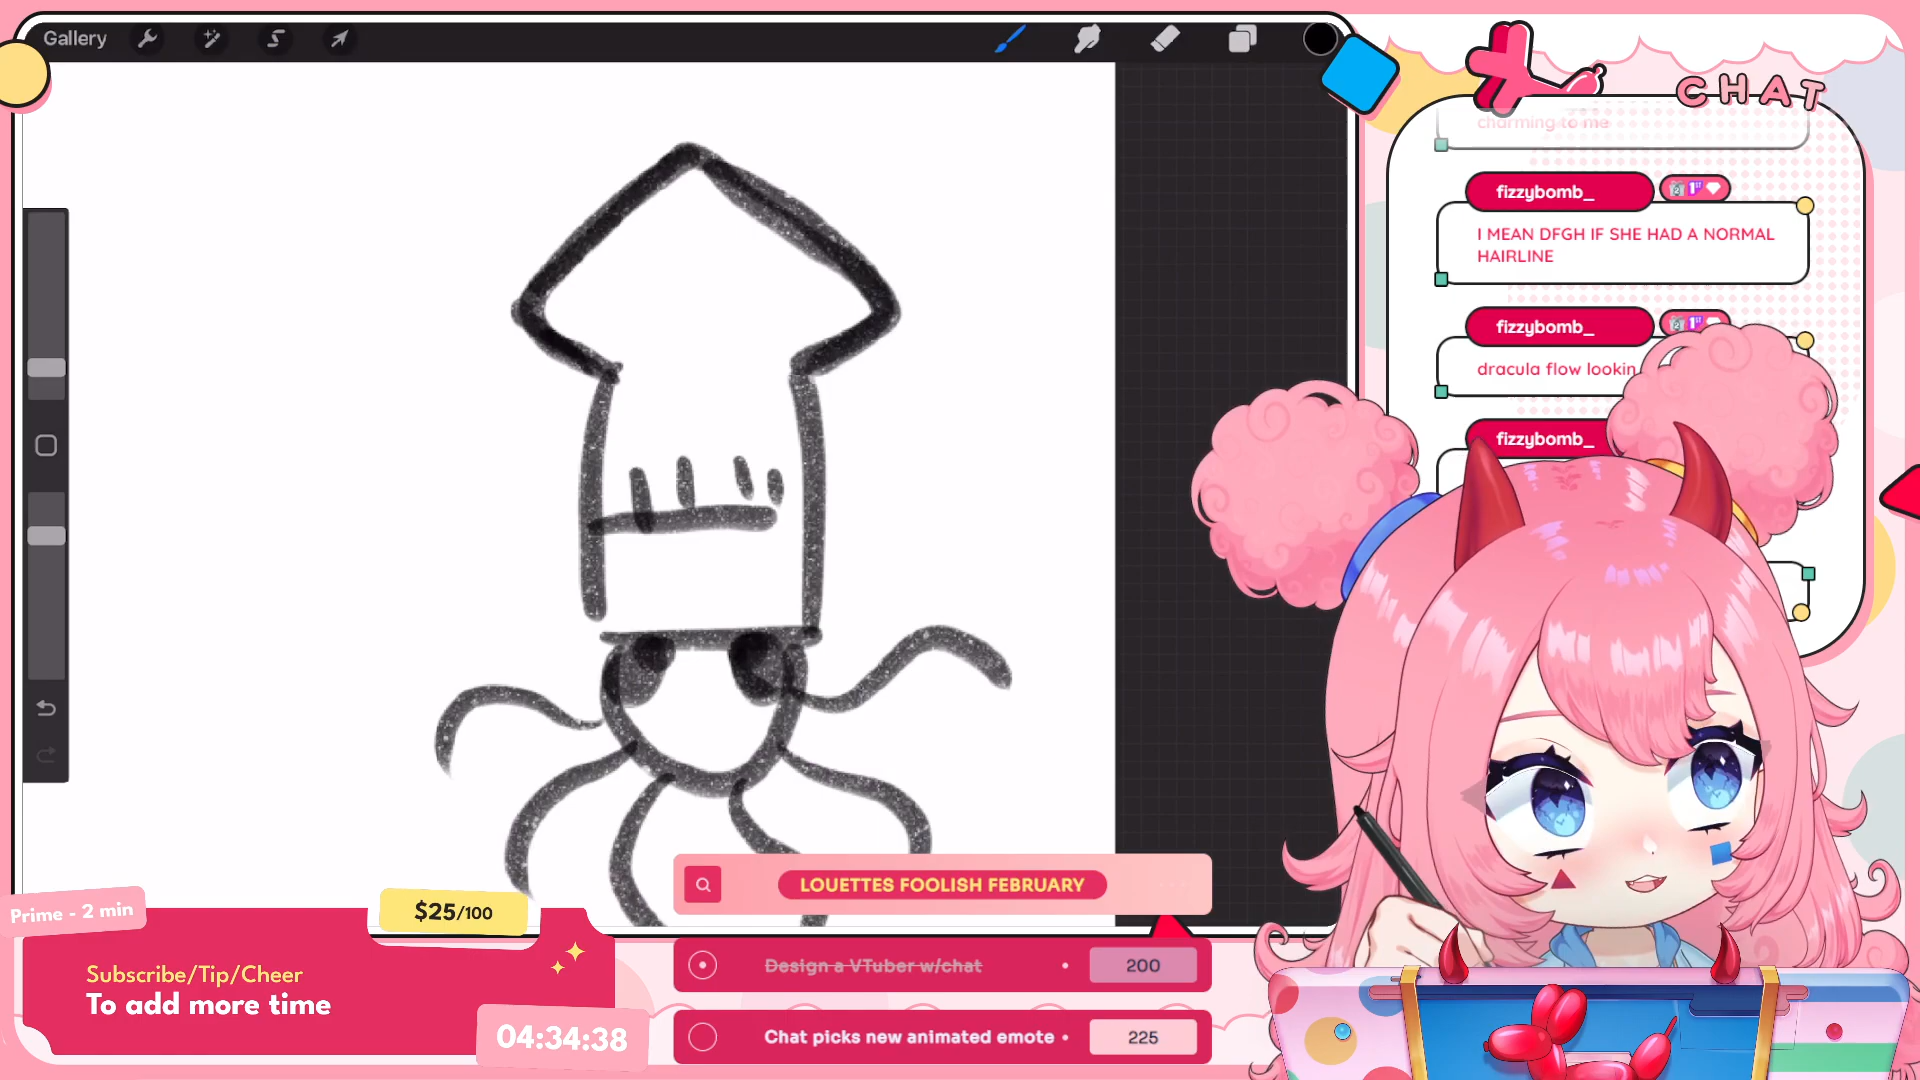 Gallery
CHAT
charming to me
fizzybomb_
I MEAN DFGH IF SHE HAD A NORMAL
HAIRLINE
fizzybomb_
dracula flow lookin
fizzybomb_
LOUETTES FOOLISH FEBRUARY
Prime - 2 min
$25/100
Subscribe/Tip/Cheer
To add more time
04:34:38
Design a VTuber w/chat • 200
Chat picks new animated emote • 225